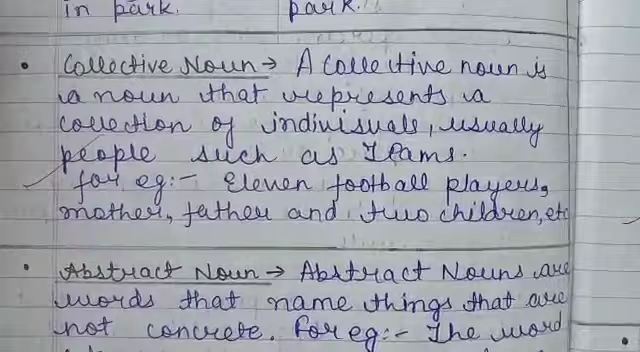 in park. park.
• Collective Noun → A collective noun is
a noun that represents a
collection of indivisuals, usually
people such as Teams.
for eg:- Eleven football players,
mother, father and two children, etc
• Abstract Noun → Abstract Nouns are
words that name things that are
not concrete. For eg:- The word